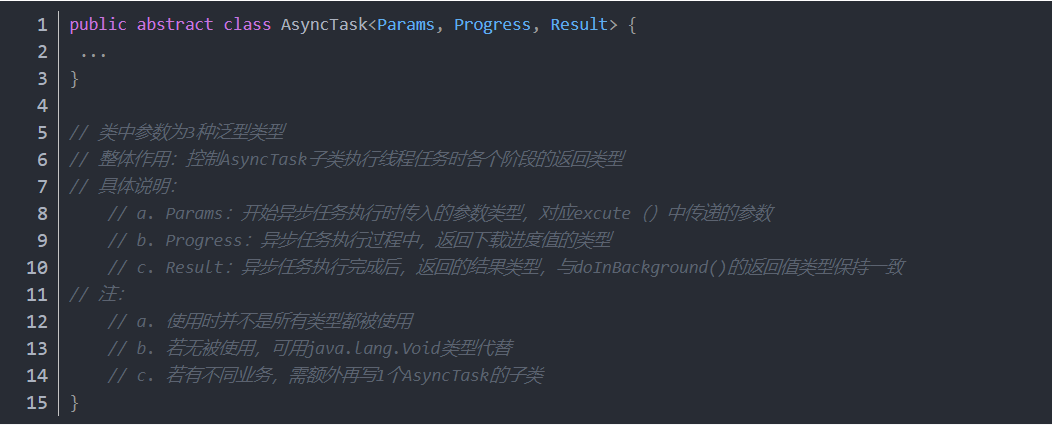 1 public abstract class AsyncTask<Params, Progress, Result> {
2 ...
3 }
4
5 // 类中参数为3种泛型类型
6 // 整体作用：控制AsyncTask子类执行线程任务时各个阶段的返回类型
7 // 具体说明：
8 // a. Params：开始异步任务执行时传入的参数类型，对应excute（）中传递的参数
9 // b. Progress：异步任务执行过程中，返回下载进度值的类型
10 // c. Result：异步任务执行完成后，返回的结果类型，与doInBackground()的返回值类型保持一致
11 // 注：
12 // a. 使用时并不是所有类型都被使用
13 // b. 若无被使用，可用java.lang.Void类型代替
14 // c. 若有不同业务，需额外再写1个AsyncTask的子类
15 }